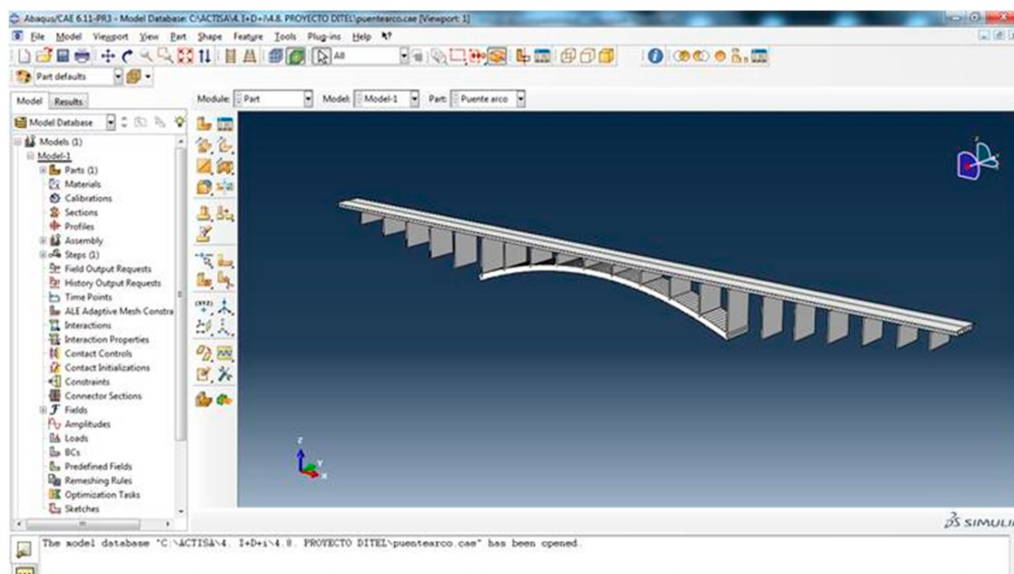 Abaqus/CAE 6.11-PR3 - Model Database: C:\ACTISA\4. I+D+i\4.8. PROYECTO DITEL\puentearco.cae [Viewport: 1]
File Model Viewport View Part Shape Feature Tools Plug-ins Help
All
Part defaults
Model Results
Module: Part Model: Model-1 Part: Puente arco
Model Database
Models (1)
Model-1
Parts (1)
Materials
Calibrations
Sections
Profiles
Assembly
Steps (1)
Field Output Requests
History Output Requests
Time Points
ALE Adaptive Mesh Constra
Interactions
Interaction Properties
Contact Controls
Contact Initializations
Constraints
Connector Sections
Fields
Amplitudes
Loads
BCs
Predefined Fields
Remeshing Rules
Optimization Tasks
Sketches
(XYZ)
Z
Y
X
SIMULI
The model database "C:\ACTISA\4. I+D+i\4.8. PROYECTO DITEL\puentearco.cae" has been opened.